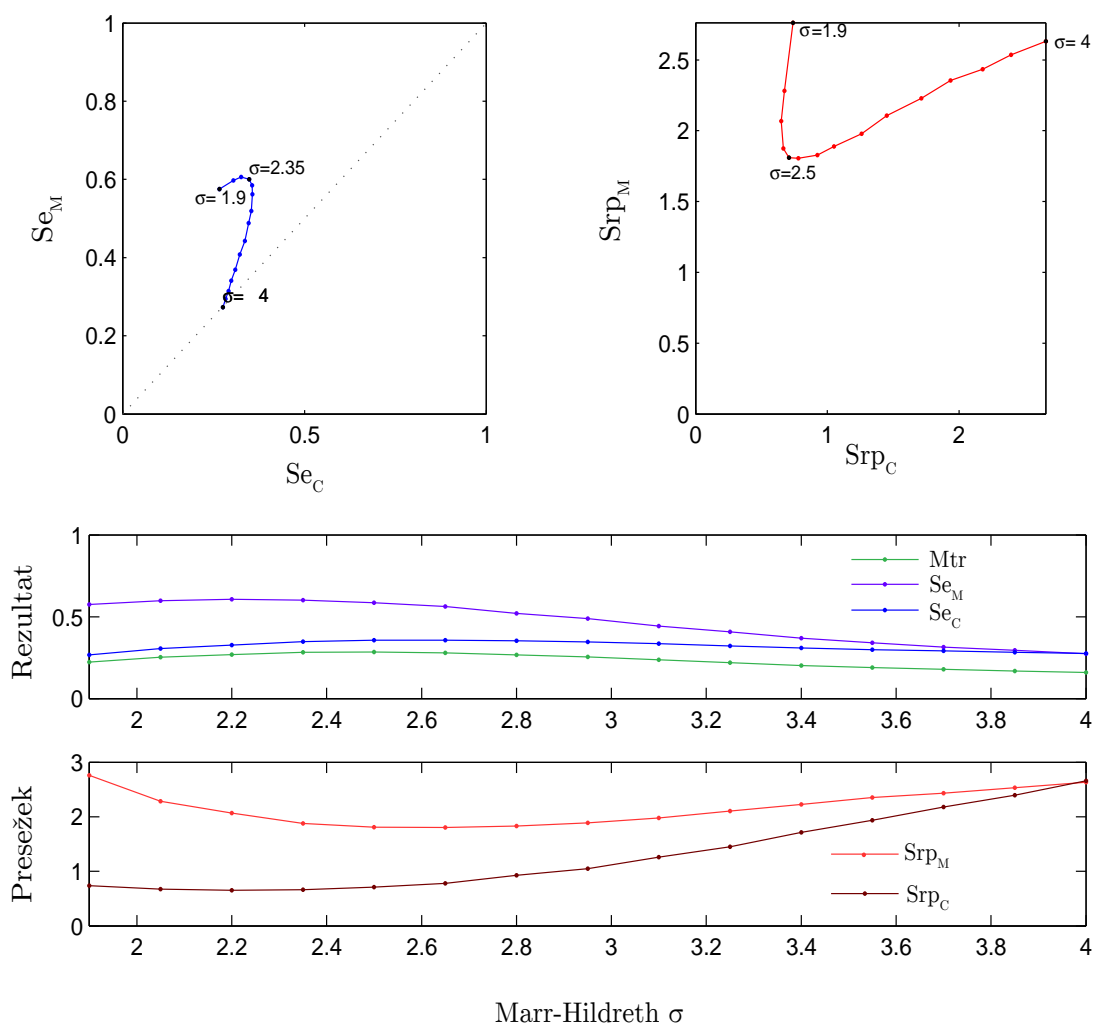 1
0.8
0.6
0.4
0.2
0
0
0.5
1
Se_M
Se_C
σ=2.35
σ= 1.9
σ= 4
2.5
2
1.5
1
0.5
0
0
1
2
Srp_M
Srp_C
σ=1.9
σ= 4
σ=2.5
1
0.5
0
Rezultat
Mtr
Se_M
Se_C
2 2.2 2.4 2.6 2.8 3 3.2 3.4 3.6 3.8 4
3
2
1
0
Presežek
Srp_M
Srp_C
2 2.2 2.4 2.6 2.8 3 3.2 3.4 3.6 3.8 4
Marr-Hildreth σ